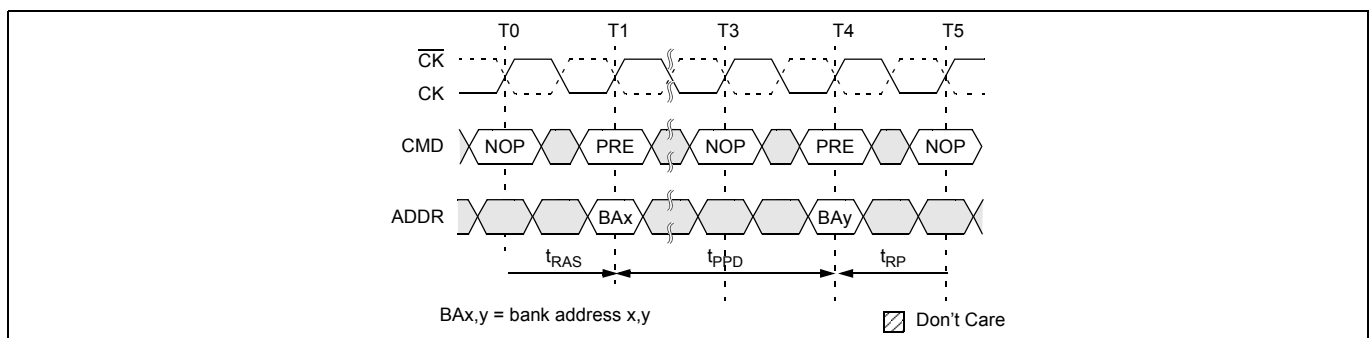 T0 T1 T3 T4 T5
CK
CK
CMD NOP PRE NOP PRE NOP
ADDR BAx BAy
tRAS tPPD tRP
BAx,y = bank address x,y
Don't Care